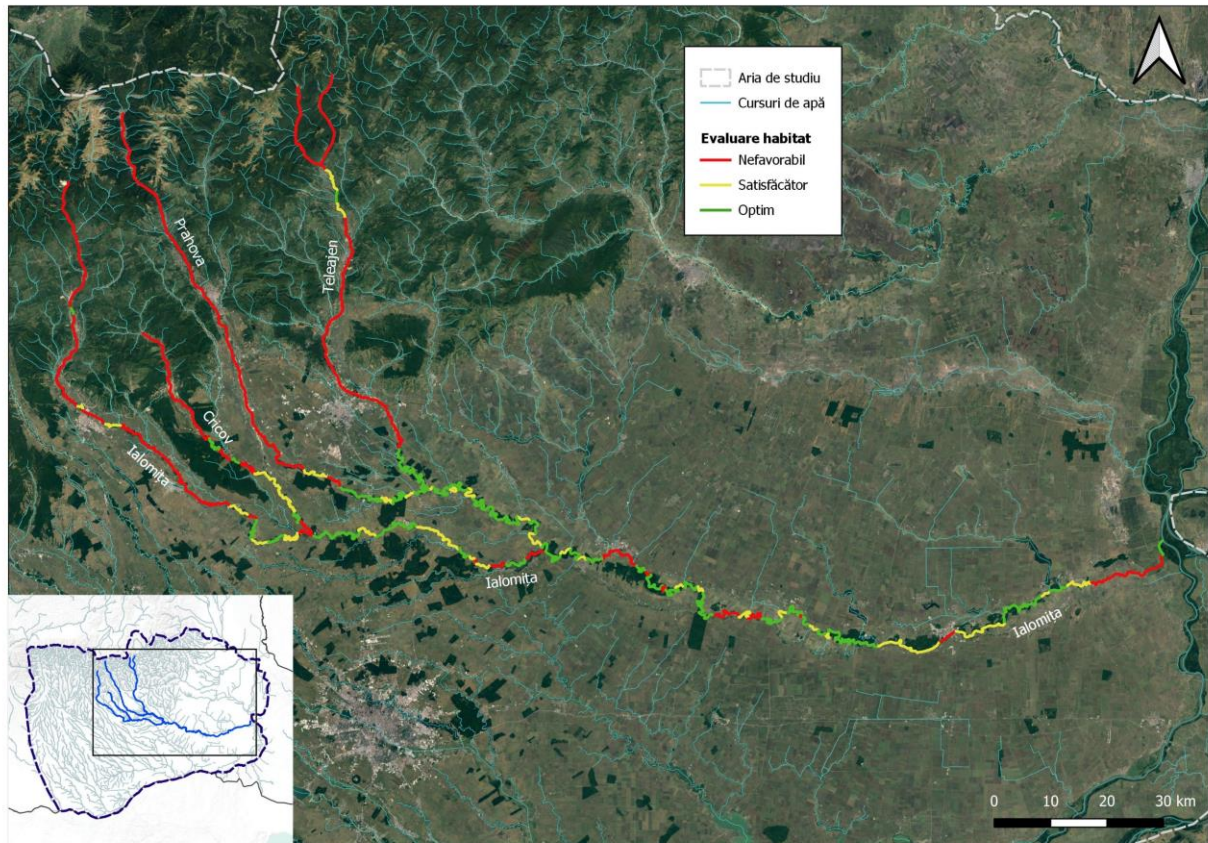 Aria de studiu
Cursuri de apă
Evaluare habitat
Nefavorabil
Satisfăcător
Optim
Prahova
Teleajen
Cricov
Ialomița
Ialomița
Ialomița
0 10 20 30 km